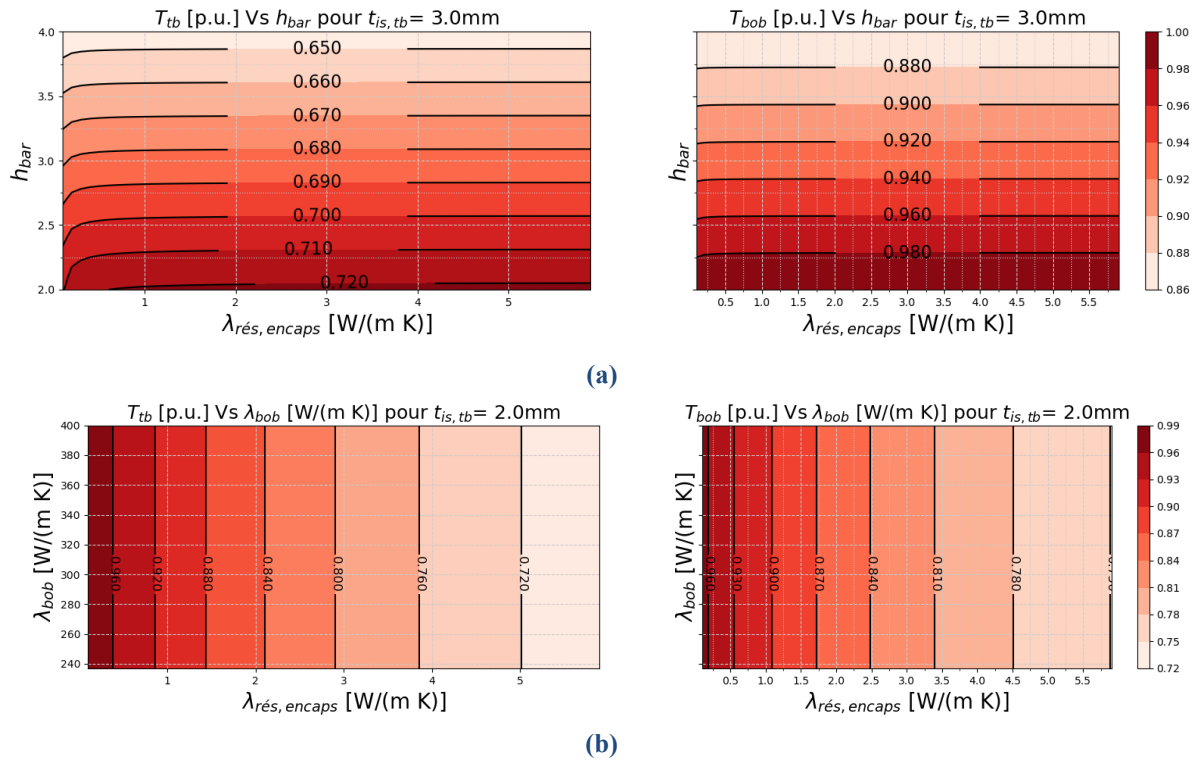 T_tb [p.u.] Vs h_bar pour t_is,tb= 3.0mm
4.0
3.5
3.0
2.5
2.0
h_bar
0.650
0.660
0.670
0.680
0.690
0.700
0.710
0.720
1 2 3 4 5
λ_rés,encaps [W/(m K)]
T_bob [p.u.] Vs h_bar pour t_is,tb= 3.0mm
h_bar
0.880
0.900
0.920
0.940
0.960
0.980
0.5 1.0 1.5 2.0 2.5 3.0 3.5 4.0 4.5 5.0 5.5
λ_rés,encaps [W/(m K)]
1.00
0.98
0.96
0.94
0.92
0.90
0.88
0.86
(a)
T_tb [p.u.] Vs λ_bob [W/(m K)] pour t_is,tb= 2.0mm
400
380
360
340
320
300
280
260
240
λ_bob [W/(m K)]
0.960 0.920 0.880 0.840 0.800 0.760 0.720
1 2 3 4 5
λ_rés,encaps [W/(m K)]
T_bob [p.u.] Vs λ_bob [W/(m K)] pour t_is,tb= 2.0mm
λ_bob [W/(m K)]
0.960 0.930 0.900 0.870 0.840 0.810 0.780
0.5 1.0 1.5 2.0 2.5 3.0 3.5 4.0 4.5 5.0 5.5
λ_rés,encaps [W/(m K)]
0.99
0.96
0.93
0.90
0.87
0.84
0.81
0.78
0.75
0.72
(b)